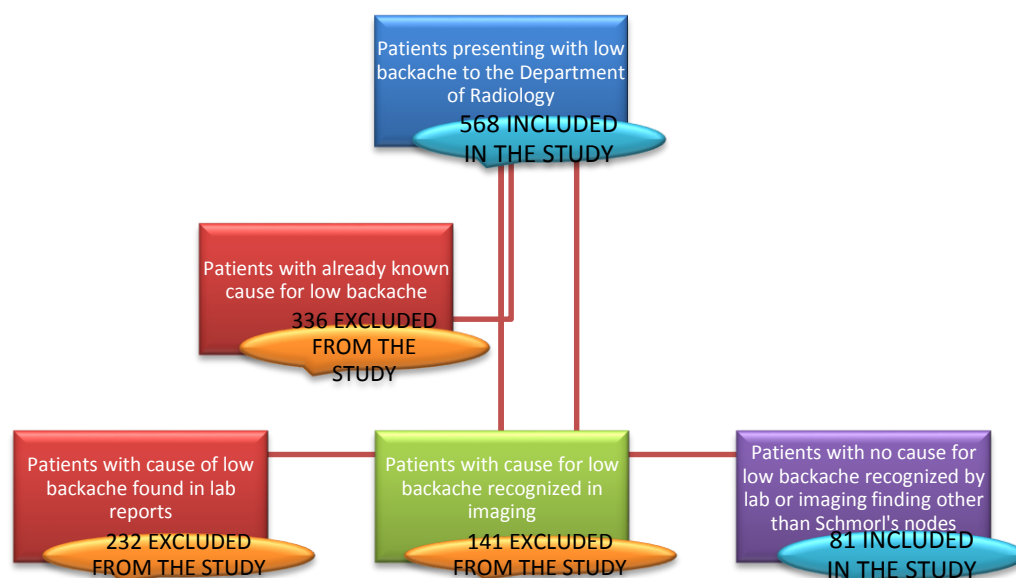 Patients presenting with low
backache to the Department
of Radiology
568 INCLUDED
IN THE STUDY
Patients with already known
cause for low backache
336 EXCLUDED
FROM THE
STUDY
Patients with cause of low
backache found in lab
reports
232 EXCLUDED
FROM THE STUDY
Patients with cause for low
backache recognized in
imaging
141 EXCLUDED
FROM THE STUDY
Patients with no cause for
low backache recognized by
lab or imaging finding other
than Schmorl's nodes
81 INCLUDED
IN THE STUDY